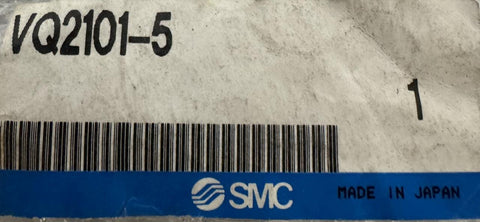 VQ2101-5
1
SMC MADE IN JAPAN